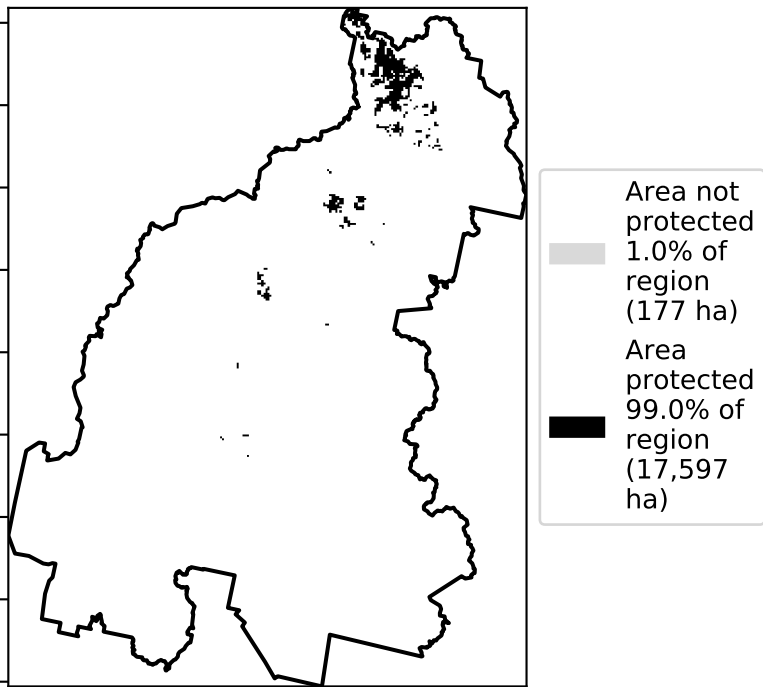 Area not
protected
1.0% of
region
(177 ha)
Area
protected
99.0% of
region
(17,597
ha)